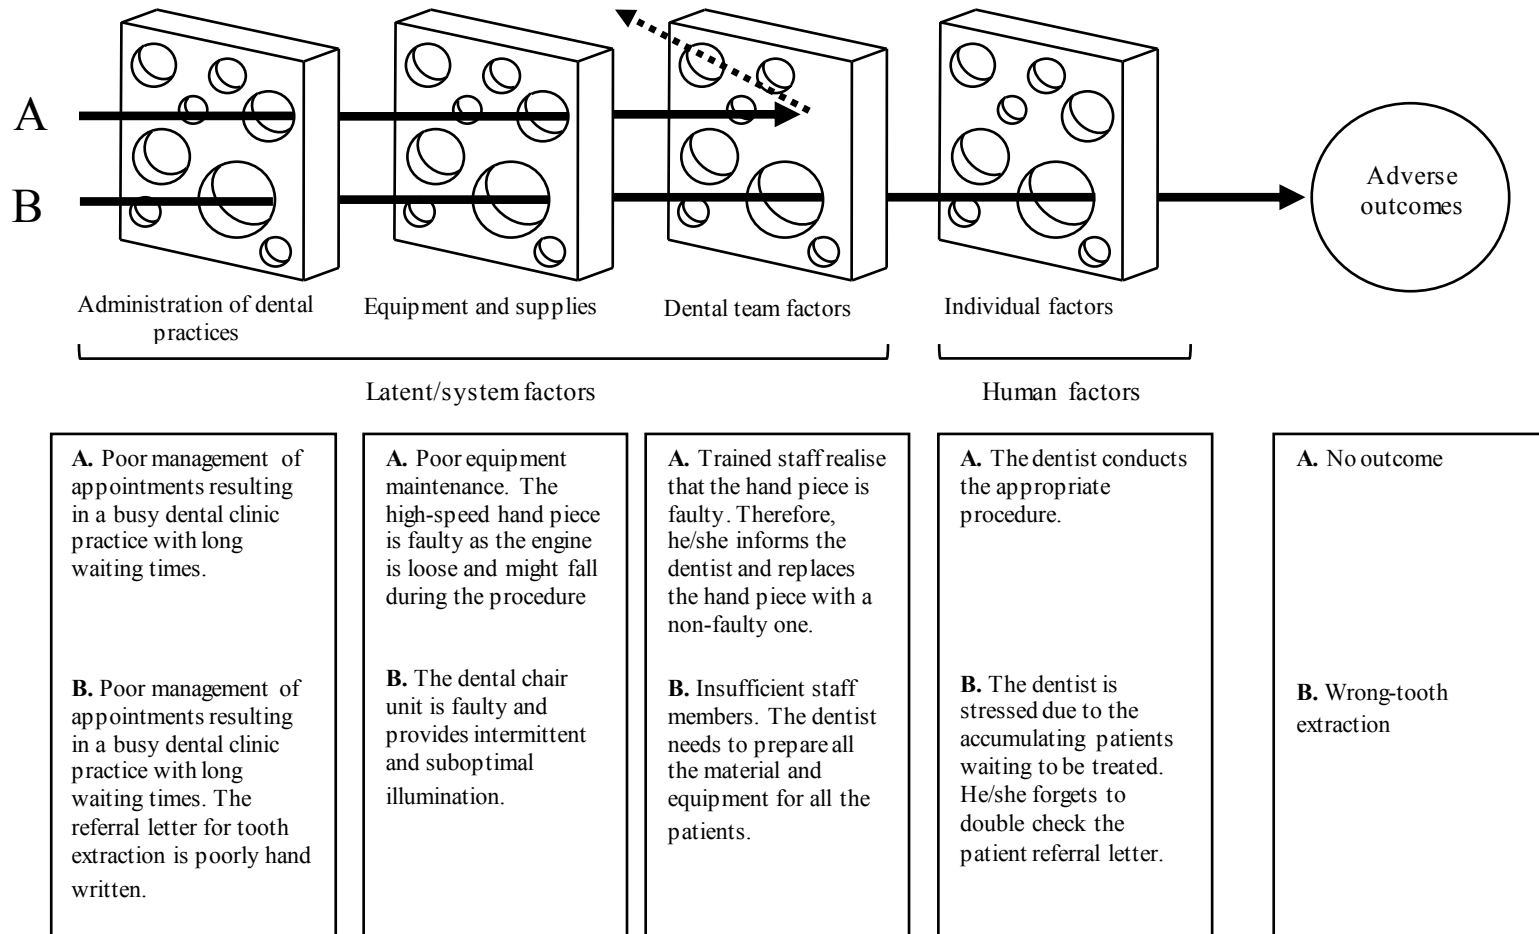 A
B
Adverse
outcomes
Administration of dental
practices
Equipment and supplies
Dental team factors
Individual factors
Latent/system factors
Human factors
A. Poor management of
appointments resulting
in a busy dental clinic
practice with long
waiting times.
B. Poor management of
appointments resulting
in a busy dental clinic
practice with long
waiting times. The
referral letter for tooth
extraction is poorly hand
written.
A. Poor equipment
maintenance. The
high-speed hand piece
is faulty as the engine
is loose and might fall
during the procedure
B. The dental chair
unit is faulty and
provides intermittent
and suboptimal
illumination.
A. Trained staff realise
that the hand piece is
faulty. Therefore,
he/she informs the
dentist and replaces
the hand piece with a
non-faulty one.
B. Insufficient staff
members. The dentist
needs to prepare all
the material and
equipment for all the
patients.
A. The dentist conducts
the appropriate
procedure.
B. The dentist is
stressed due to the
accumulating patients
waiting to be treated.
He/she forgets to
double check the
patient referral letter.
A. No outcome
B. Wrong-tooth
extraction